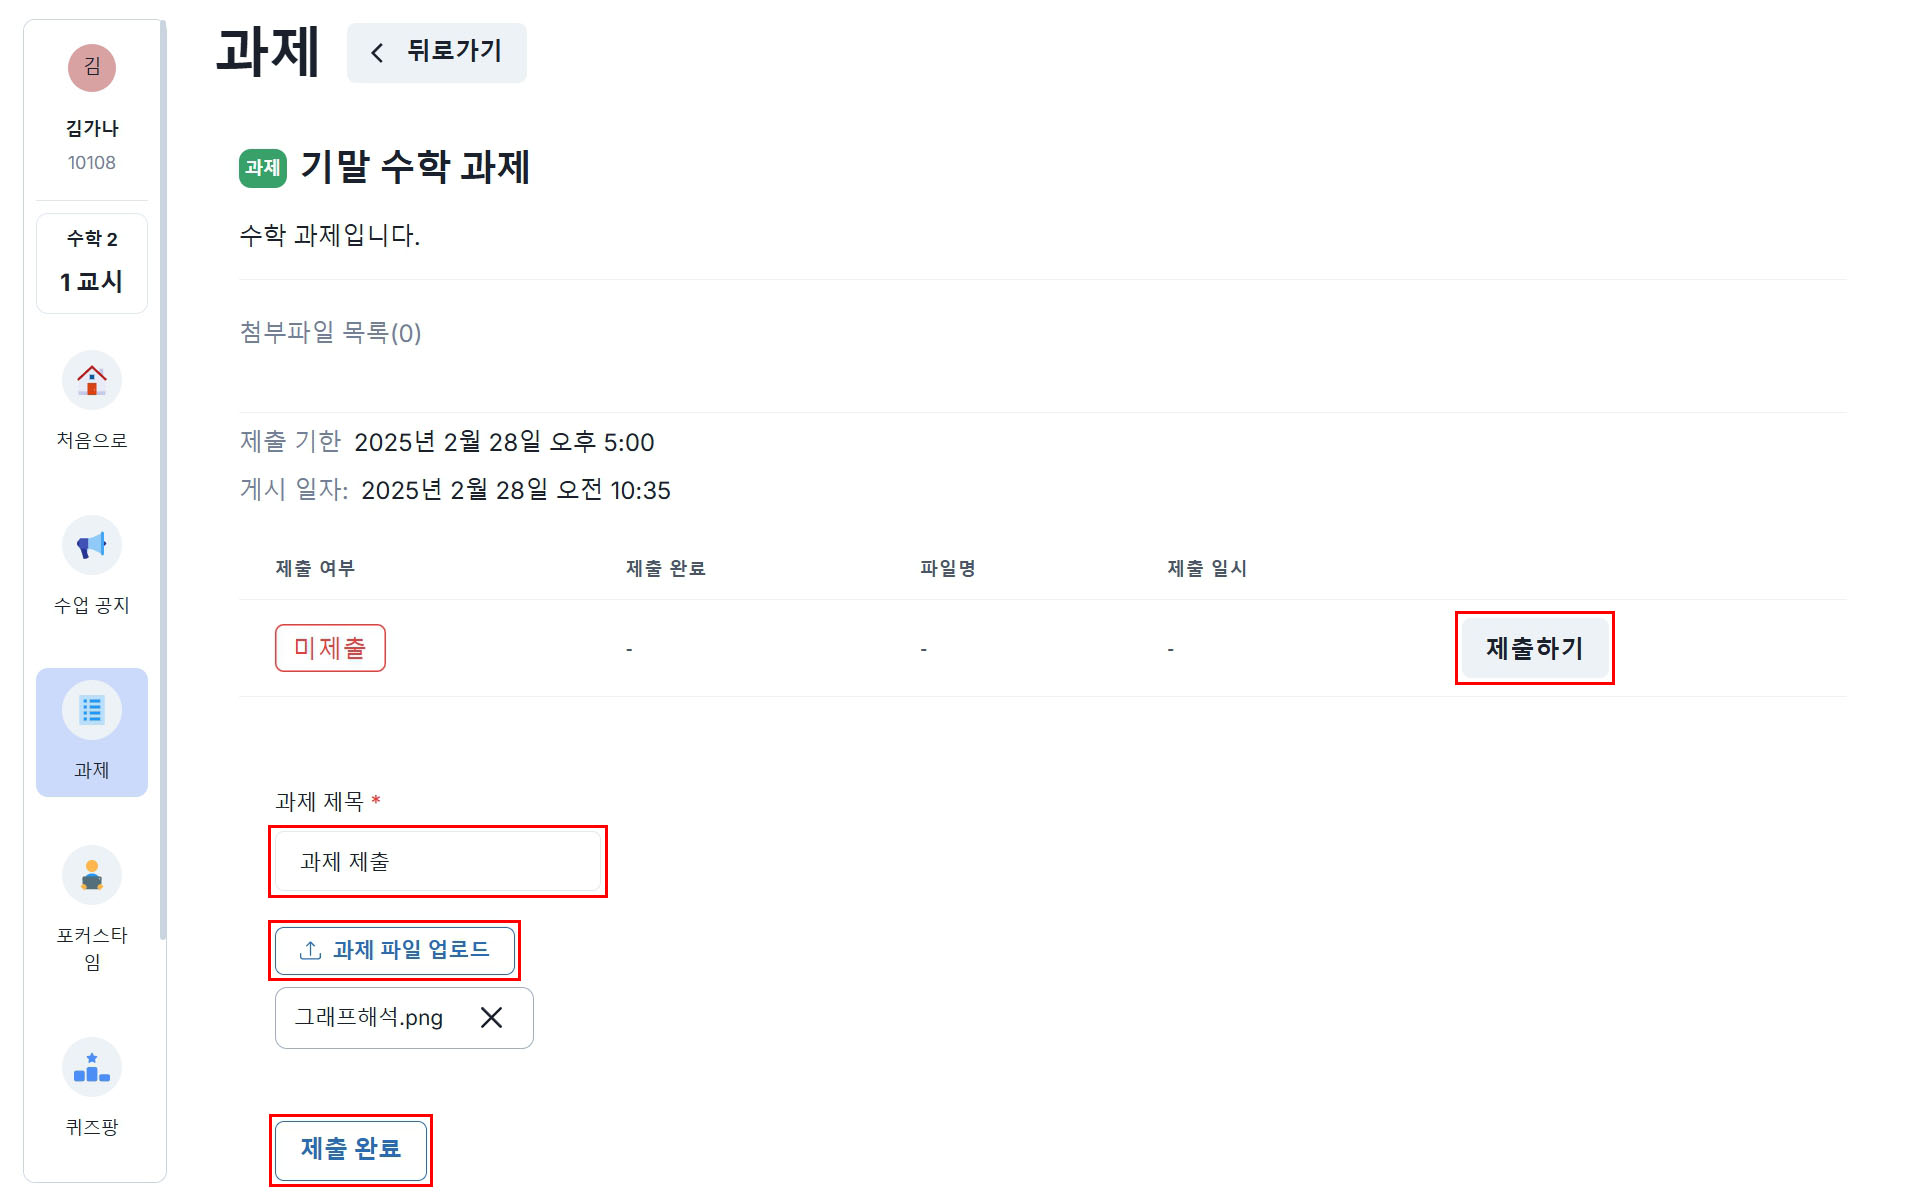 김
김가나
10108
수학 2
1 교시
처음으로
수업 공지
과제
포커스타
임
퀴즈팡
과제
뒤로가기
과제 기말 수학 과제
수학 과제입니다.
첨부파일 목록(0)
제출 기한 2025년 2월 28일 오후 5:00
게시 일자: 2025년 2월 28일 오전 10:35
제출 여부 제출 완료 파일명 제출 일시
미제출 - - - 제출하기
과제 제목 *
과제 제출
과제 파일 업로드
그래프해석.png
제출 완료